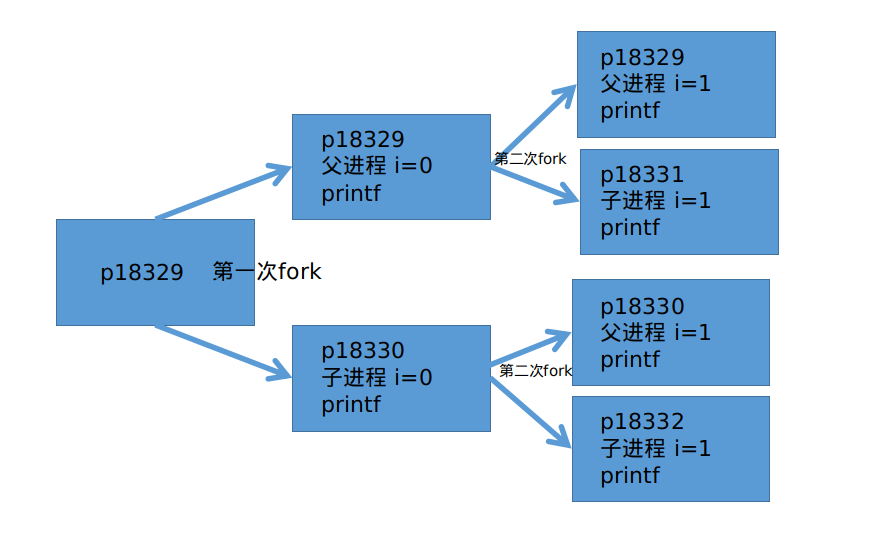 p18329
第一次fork
p18329
父进程 i=0
printf
第二次fork
p18329
父进程 i=1
printf
p18331
子进程 i=1
printf
p18330
子进程 i=0
printf
第二次fork
p18330
父进程 i=1
printf
p18332
子进程 i=1
printf